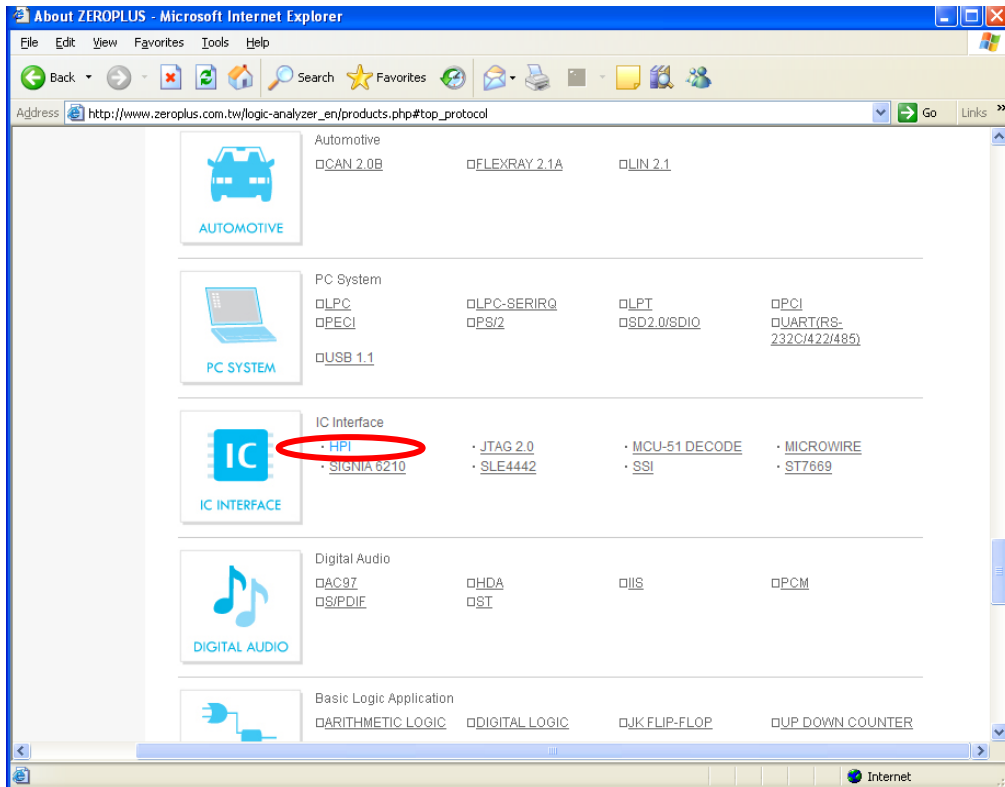 About ZEROPLUS - Microsoft Internet Explorer
File Edit View Favorites Tools Help
Back Search Favorites
Address http://www.zeroplus.com.tw/logic-analyzer_en/products.php#top_protocol Go Links »
Automotive
□CAN 2.0B □FLEXRAY 2.1A □LIN 2.1
AUTOMOTIVE
PC System
□LPC □LPC-SERIRQ □LPT □PCI
□PECI □PS/2 □SD2.0/SDIO □UART(RS-
232C/422/485)
□USB 1.1
PC SYSTEM
IC Interface
IC
· HPI · JTAG 2.0 · MCU-51 DECODE · MICROWIRE
· SIGNIA 6210 · SLE4442 · SSI · ST7669
IC INTERFACE
Digital Audio
□AC97 □HDA □IIS □PCM
□S/PDIF □ST
DIGITAL AUDIO
Basic Logic Application
□ARITHMETIC LOGIC □DIGITAL LOGIC □JK FLIP-FLOP □UP DOWN COUNTER
Internet